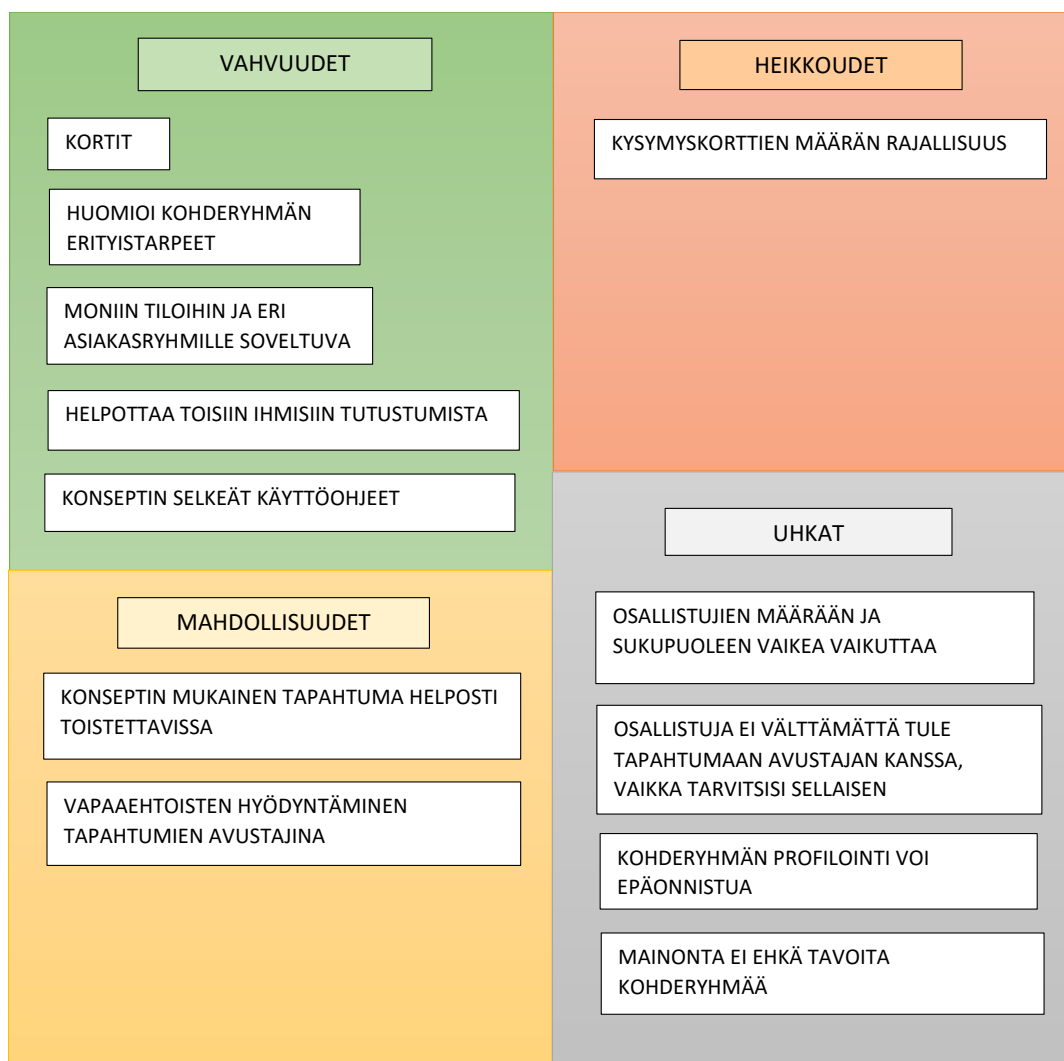 VAHVUUDET
KORTIT
HUOMIOI KOHDERYHMÄN
ERITYISTARPEET
MONIIN TILOIHIN JA ERI
ASIAKASRYHMILLE SOVELTUVA
HELPOTTAA TOISIIN IHMISIIN TUTUSTUMISTA
KONSEPTIN SELKEÄT KÄYTTÖOHJEET
HEIKKOUDET
KYSYMYSKORTTIEN MÄÄRÄN RAJALLISUUS
MAHDOLLISUUDET
KONSEPTIN MUKAINEN TAPAHTUMA HELPOSTI
TOISTETTAVISSA
VAPAAEHTOISTEN HYÖDYNTÄMINEN
TAPAHTUMIEN AVUSTAJINA
UHKAT
OSALLISTUJIEN MÄÄRÄÄN JA
SUKUPUOLEEN VAIKEA VAIKUTTAA
OSALLISTUJA EI VÄLTTÄMÄTTÄ TULE
TAPAHTUMAAN AVUSTAJAN KANSSA,
VAIKKA TARVITSISI SELLAISEN
KOHDERYHMÄN PROFILOINTI VOI
EPÄONNISTUA
MAINONTA EI EHKÄ TAVOITA
KOHDERYHMÄÄ